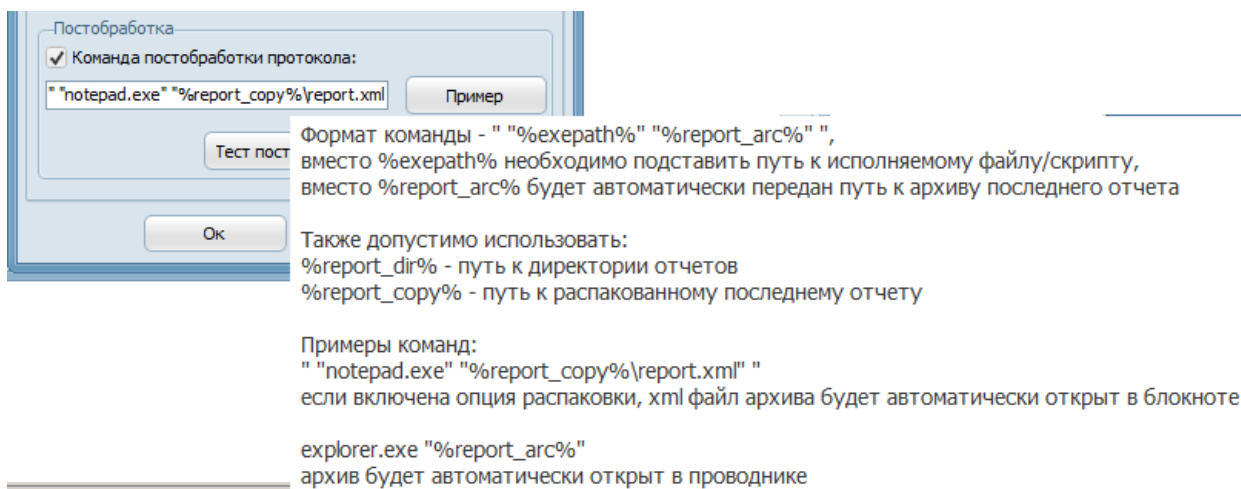 Постобработка
Команда постобработки протокола:
" "notepad.exe" "%report_copy%\report.xml
Пример
Тест пост
Ок
Формат команды - " "%exepath%" "%report_arc%" ",
вместо %exepath% необходимо подставить путь к исполняемому файлу/скрипту,
вместо %report_arc% будет автоматически передан путь к архиву последнего отчета
Также допустимо использовать:
%report_dir% - путь к директории отчетов
%report_copy% - путь к распакованному последнему отчету
Примеры команд:
" "notepad.exe" "%report_copy%\report.xml" "
если включена опция распаковки, xml файл архива будет автоматически открыт в блокноте
explorer.exe "%report_arc%"
архив будет автоматически открыт в проводнике